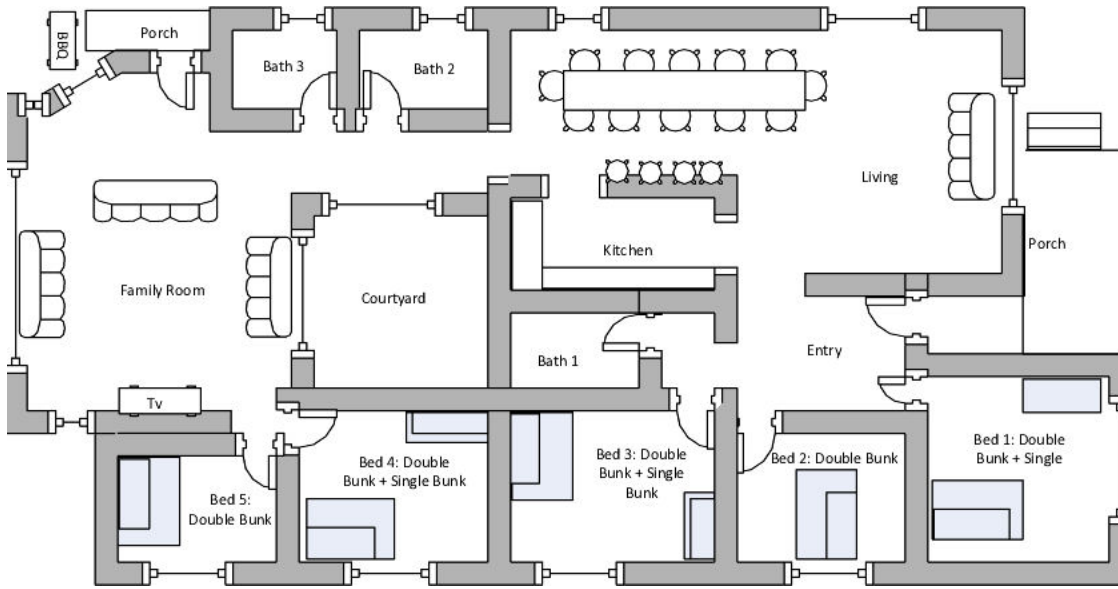 BBQ
Porch
Bath 3
Bath 2
Living
Kitchen
Porch
Family Room
Courtyard
Entry
Bath 1
Tv
Bed 1: Double
Bunk + Single
Bed 2: Double Bunk
Bed 3: Double
Bunk + Single
Bunk
Bed 4: Double
Bunk + Single Bunk
Bed 5:
Double Bunk